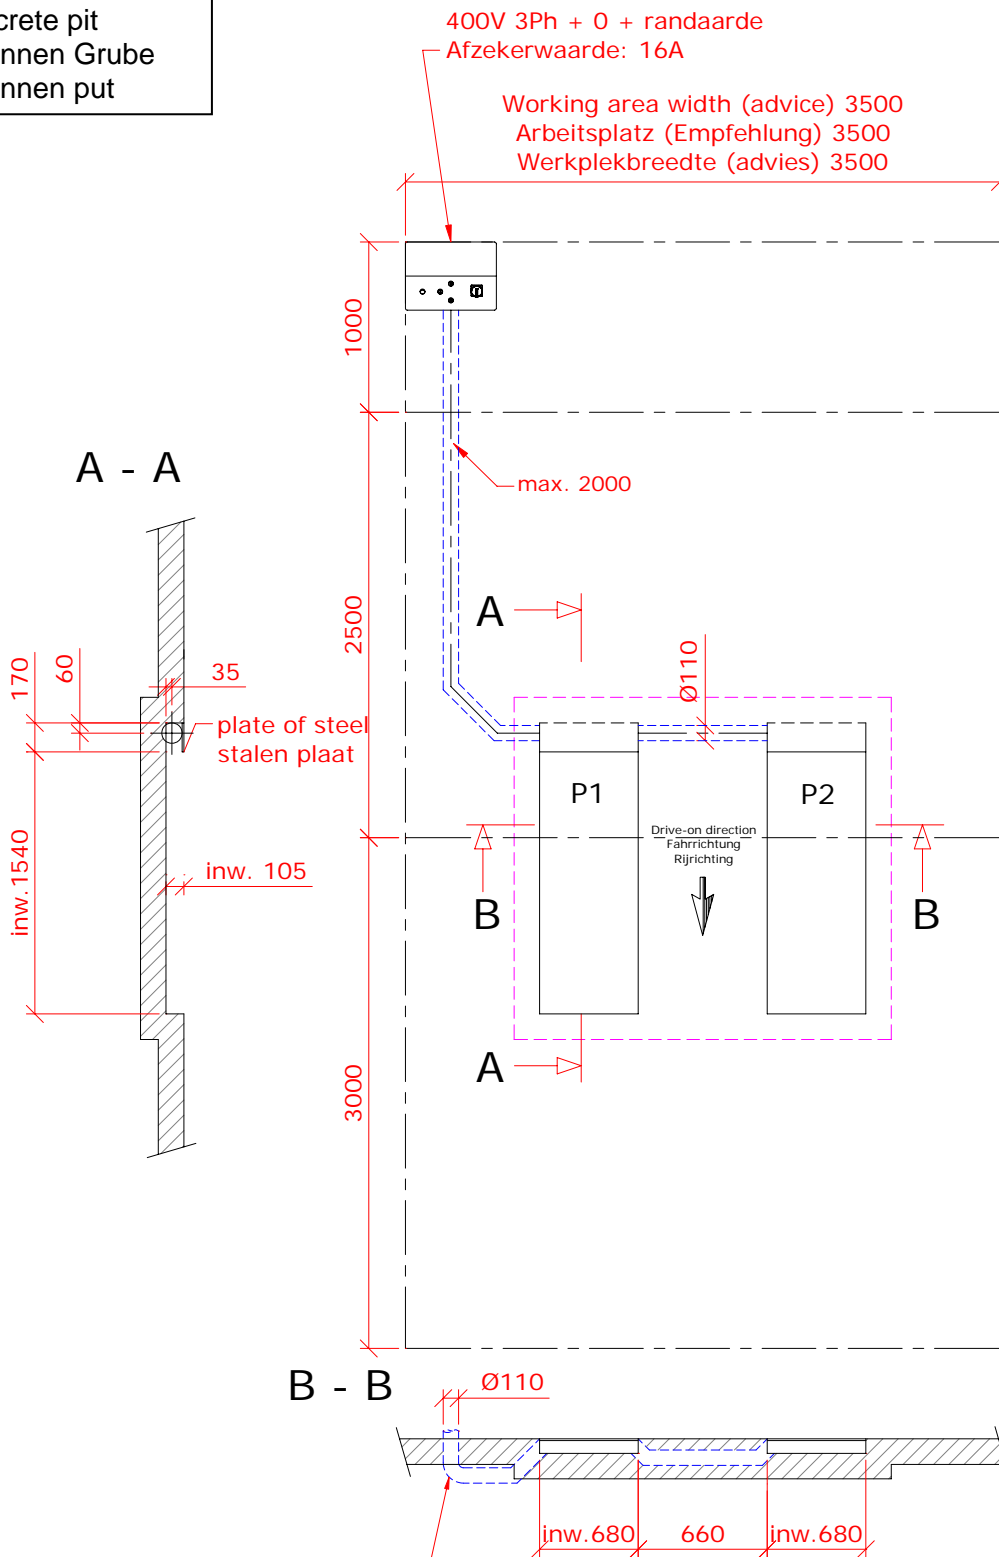 crete pit
nnen Grube
nnen put
400V 3Ph + 0 + randaarde
Afzekerwaarde: 16A
Working area width (advice) 3500
Arbeitsplatz (Empfehlung) 3500
Werkplekbreedte (advies) 3500
1000
A - A
max. 2000
2500
A
170
60
35
Ø110
plate of steel
stalen plaat
P1
P2
Drive-on direction
Fahrrichtung
Rijrichting
inw.1540
inw. 105
B
B
A
3000
B - B
Ø110
inw.680
660
inw.680